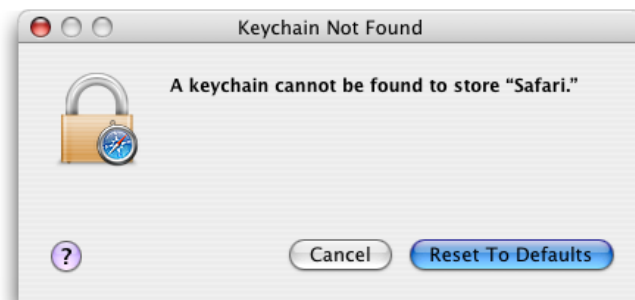 Keychain Not Found
A keychain cannot be found to store “Safari.”
?
Cancel
Reset To Defaults